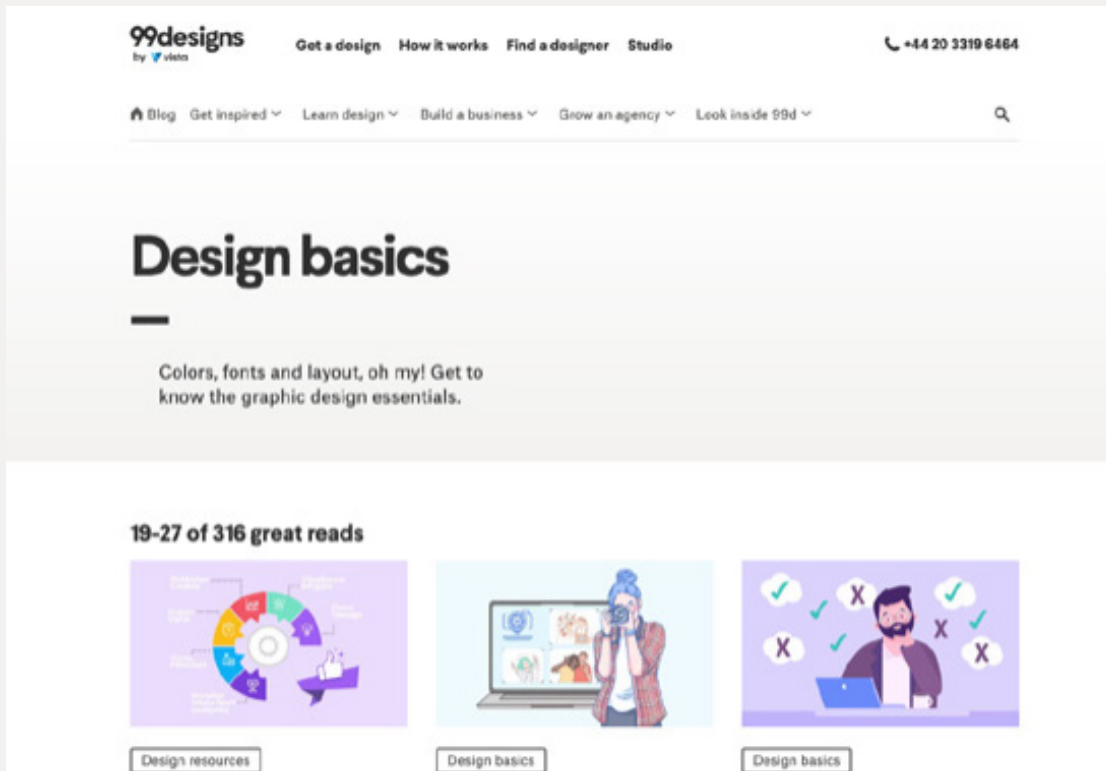 99designs
by vista
Get a design How it works Find a designer Studio
+44 20 3319 6464
Blog Get inspired Learn design Build a business Grow an agency Look inside 99d
Design basics
Colors, fonts and layout, oh my! Get to
know the graphic design essentials.
19-27 of 316 great reads
Design resources
Design basics
Design basics